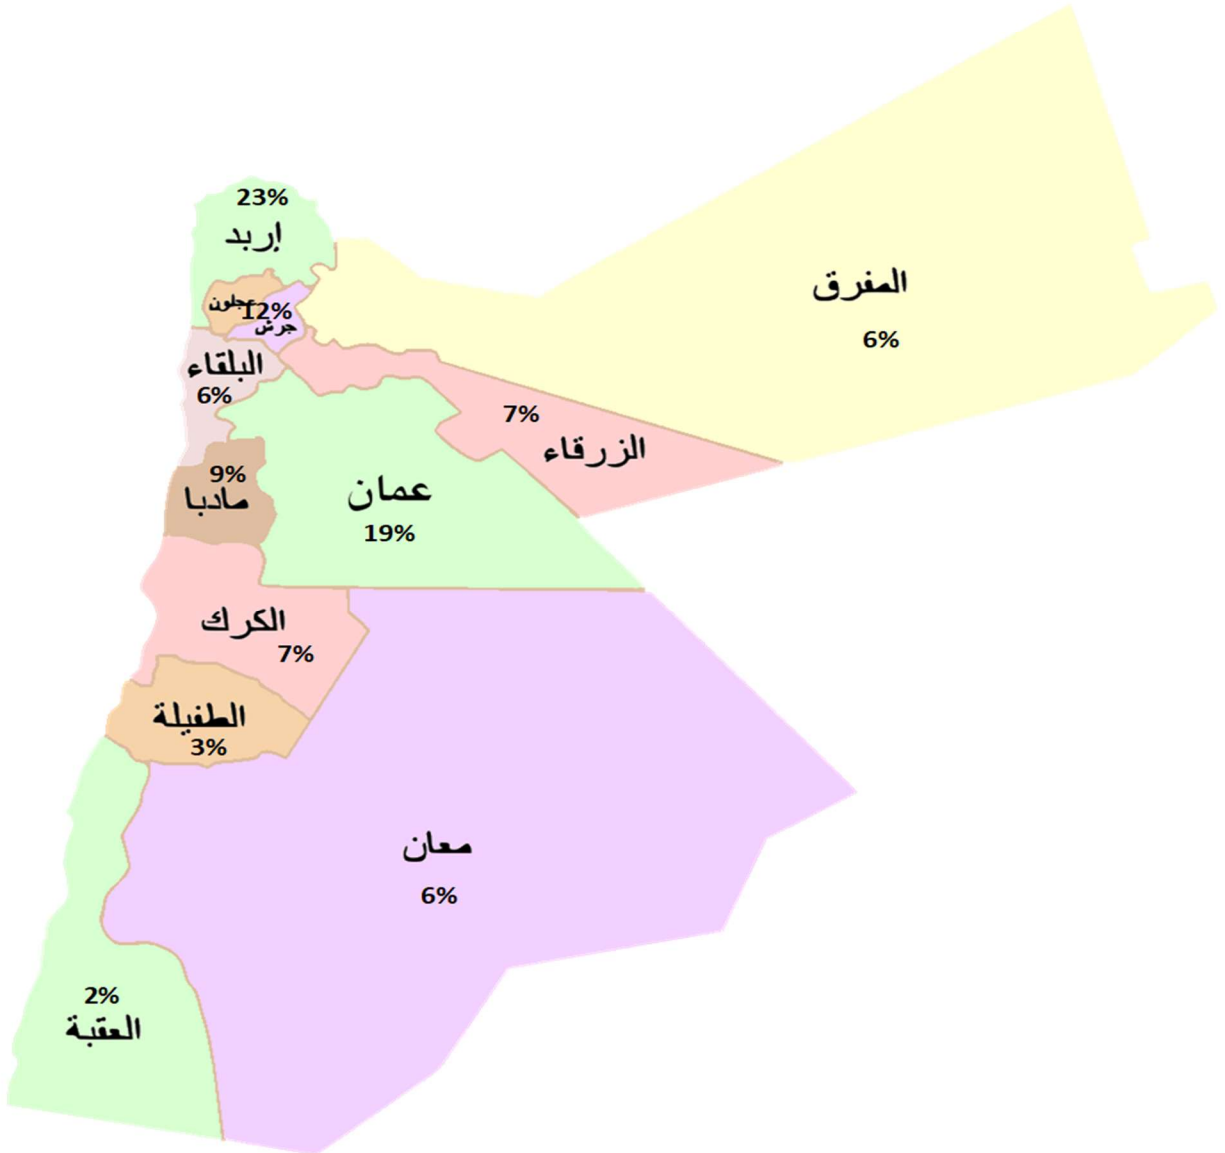 23%
إربد
عجلون
12%
جرش
المفرق
6%
البلقاء
6%
7%
الزرقاء
9%
مادبا
عمان
19%
الكرك
7%
الطفيلة
3%
معان
6%
2%
العقبة